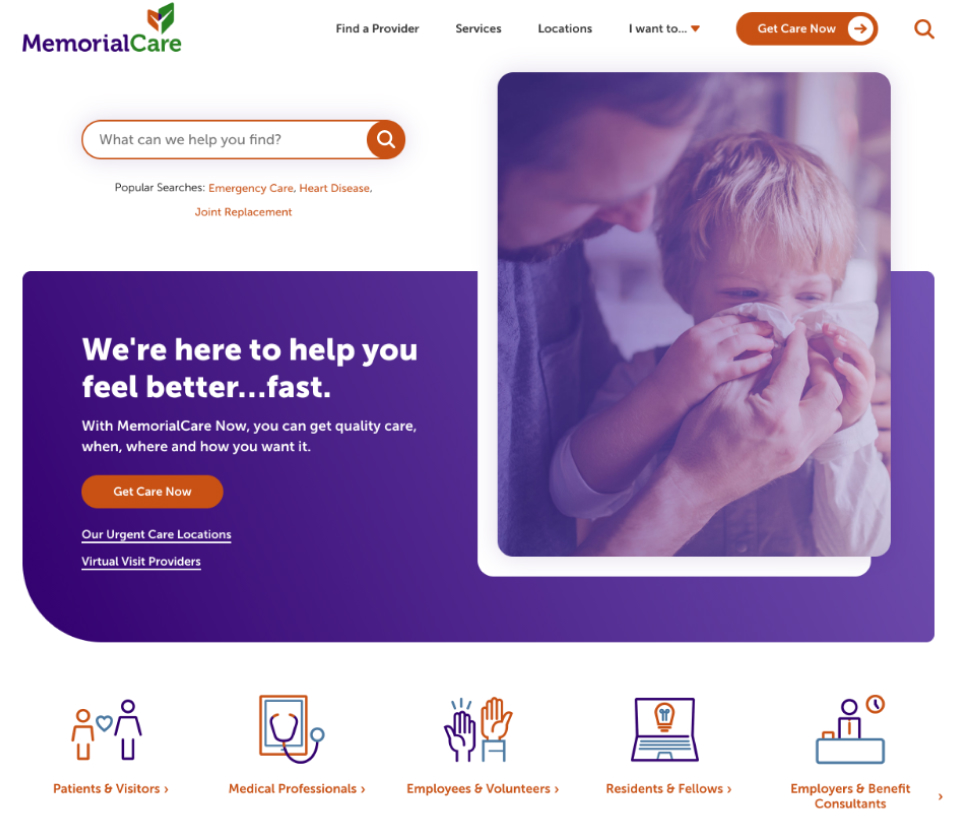 MemorialCare
Find a Provider
Services
Locations
I want to...
Get Care Now
What can we help you find?
Popular Searches: Emergency Care, Heart Disease,
Joint Replacement
We're here to help you
feel better...fast.
With MemorialCare Now, you can get quality care,
when, where and how you want it.
Get Care Now
Our Urgent Care Locations
Virtual Visit Providers
Patients & Visitors ›
Medical Professionals ›
Employees & Volunteers ›
Residents & Fellows ›
Employers & Benefit
Consultants ›